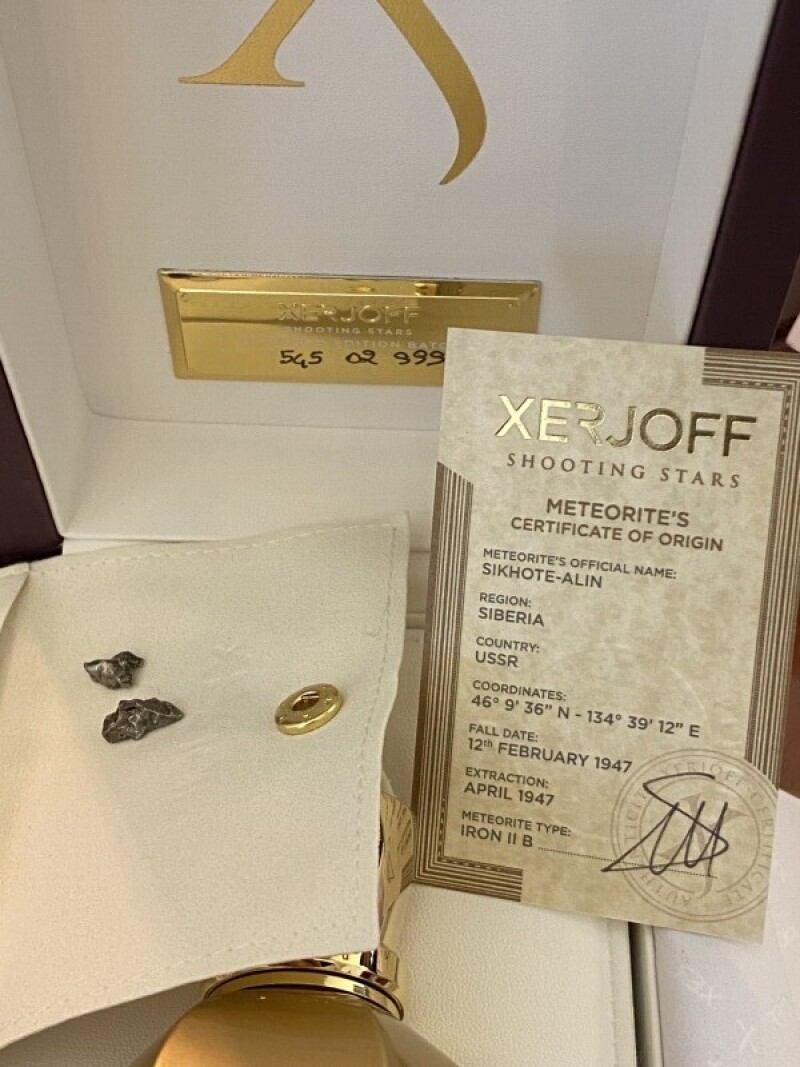 X
XERJOFF
SHOOTING STARS
EDITION BATC
545 02 999
XERJOFF
SHOOTING STARS
METEORITE'S
CERTIFICATE OF ORIGIN
METEORITE'S OFFICIAL NAME:
SIKHOTE-ALIN
REGION:
SIBERIA
COUNTRY:
USSR
COORDINATES:
46° 9' 36" N - 134° 39' 12" E
FALL DATE:
12th FEBRUARY 1947
EXTRACTION:
APRIL 1947
METEORITE TYPE:
IRON II B